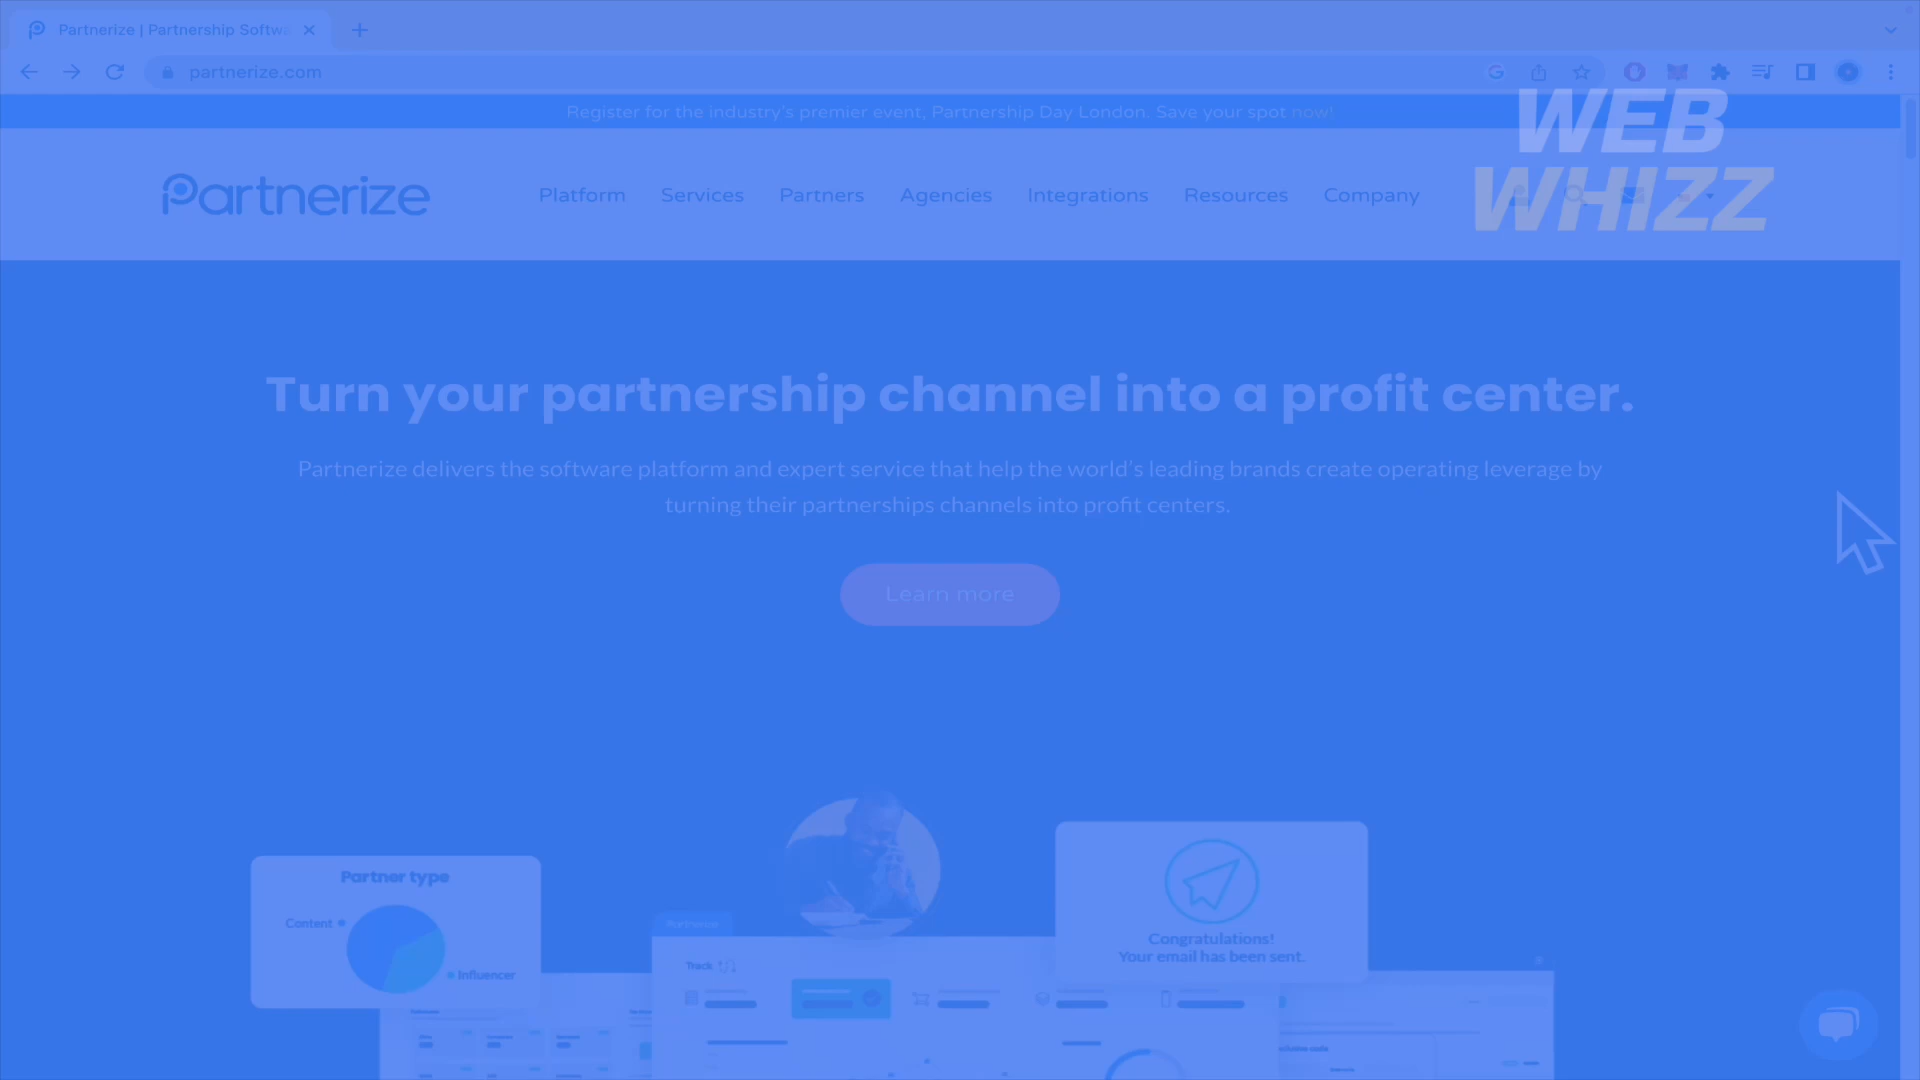 Partnerize | Partnership Softwa
partnerize.com
Register for the industry's premier event, Partnership Day London. Save your spot now!
WEB
WHIZZ
Partnerize
Platform Services Partners Agencies Integrations Resources Company
Turn your partnership channel into a profit center.
Partnerize delivers the software platform and expert service that help the world's leading brands create operating leverage by
turning their partnerships channels into profit centers.
Learn more
Partner type
Content
Influencer
Partnerize
Track
Congratulations!
Your email has been sent.